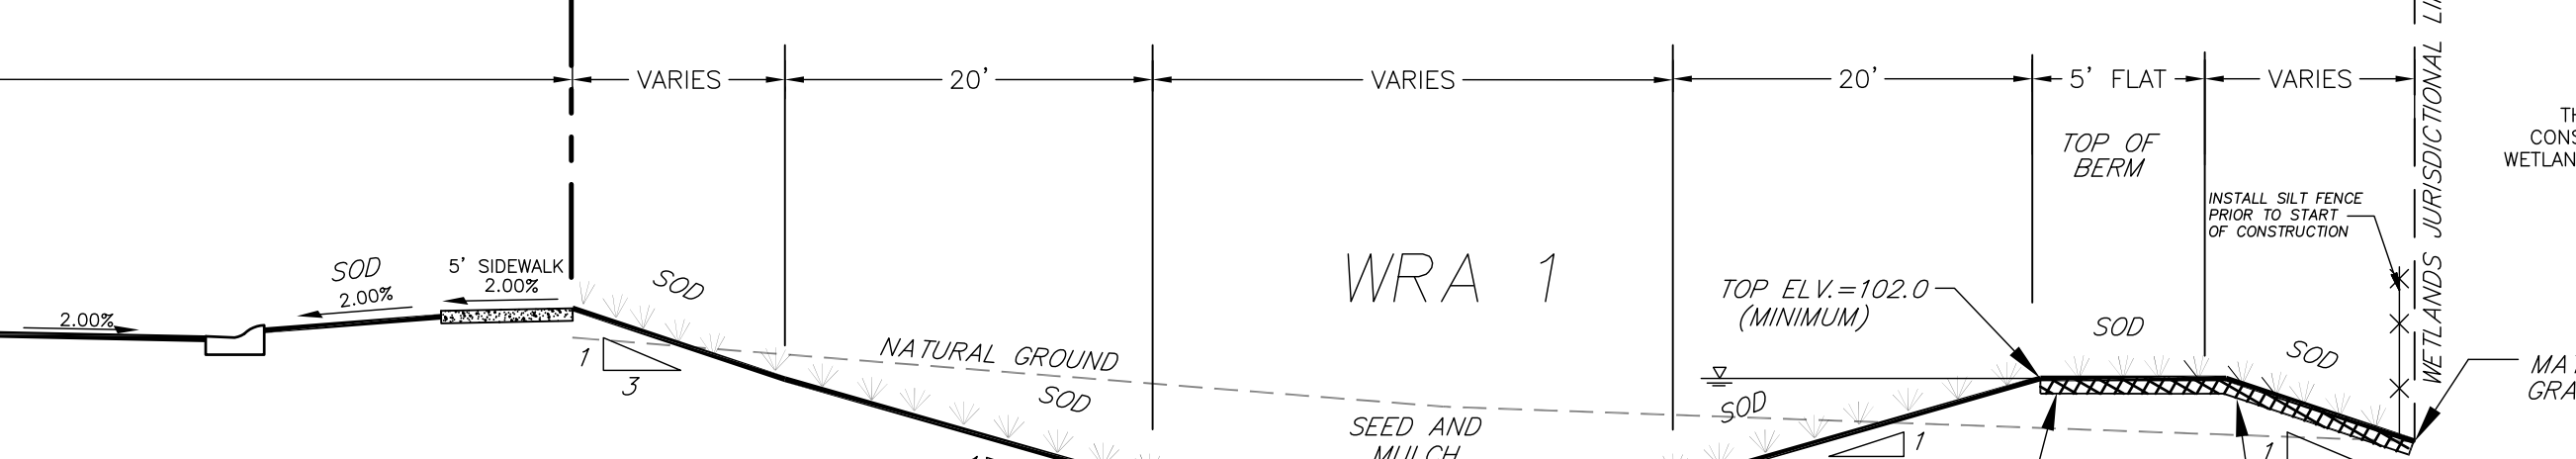 VARIES
20'
VARIES
20'
5' FLAT
VARIES
TOP OF
BERM
WETLANDS JURISDICTIONAL
INSTALL SILT FENCE
PRIOR TO START
OF CONSTRUCTION
SOD
2.00%
5' SIDEWALK
2.00%
2.00%
SOD
WRA 1
TOP ELV.=102.0
(MINIMUM)
SOD
SOD
1
3
NATURAL GROUND
SOD
SOD
SEED AND
MULCH
1
1